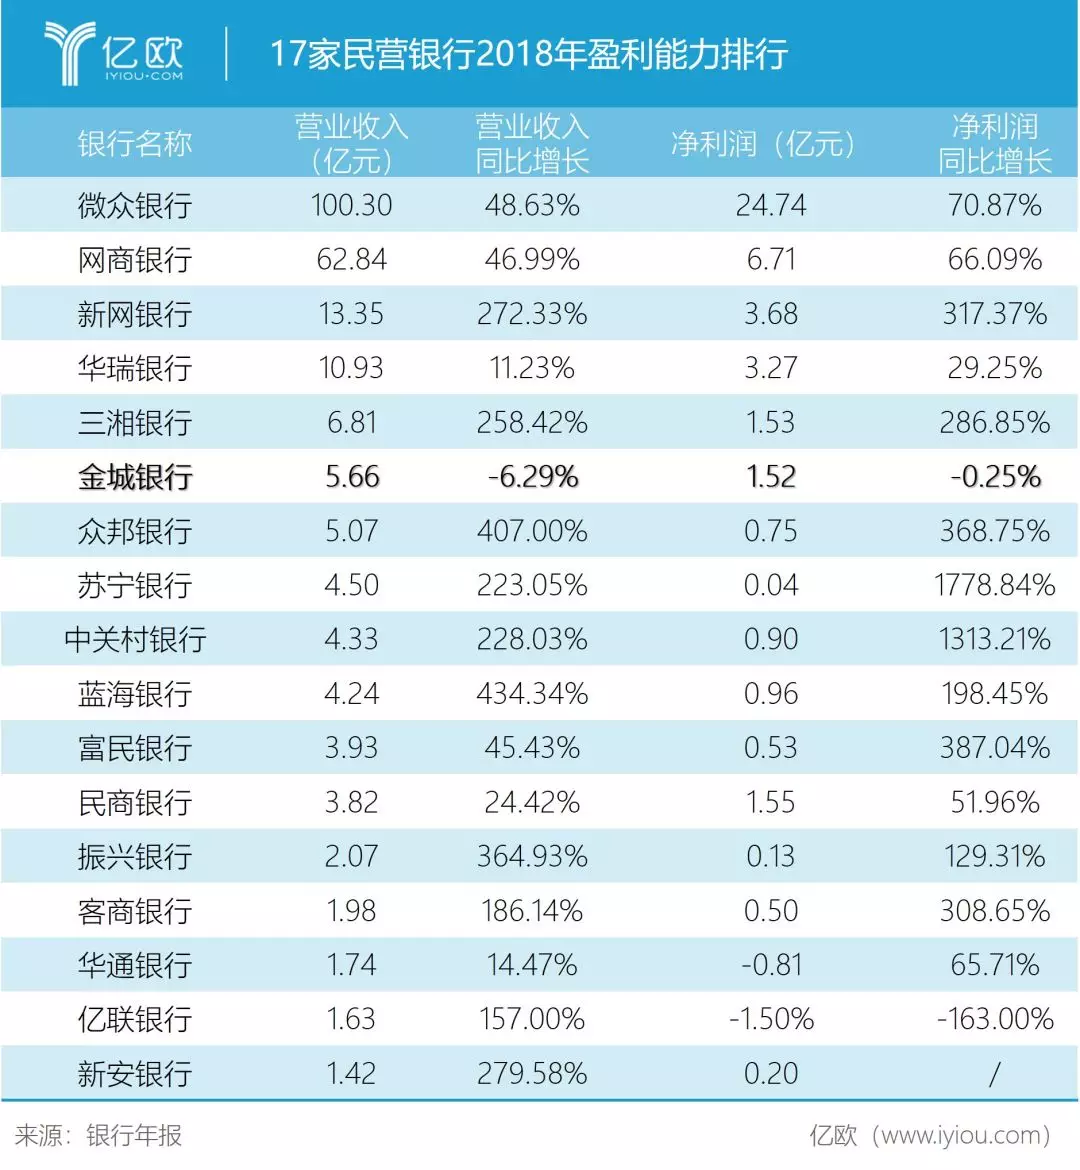 亿欧
IYIOU·COM
17家民营银行2018年盈利能力排行
银行名称 营业收入（亿元） 营业收入同比增长 净利润（亿元） 净利润同比增长
微众银行 100.30 48.63% 24.74 70.87%
网商银行 62.84 46.99% 6.71 66.09%
新网银行 13.35 272.33% 3.68 317.37%
华瑞银行 10.93 11.23% 3.27 29.25%
三湘银行 6.81 258.42% 1.53 286.85%
金城银行 5.66 -6.29% 1.52 -0.25%
众邦银行 5.07 407.00% 0.75 368.75%
苏宁银行 4.50 223.05% 0.04 1778.84%
中关村银行 4.33 228.03% 0.90 1313.21%
蓝海银行 4.24 434.34% 0.96 198.45%
富民银行 3.93 45.43% 0.53 387.04%
民商银行 3.82 24.42% 1.55 51.96%
振兴银行 2.07 364.93% 0.13 129.31%
客商银行 1.98 186.14% 0.50 308.65%
华通银行 1.74 14.47% -0.81 65.71%
亿联银行 1.63 157.00% -1.50% -163.00%
新安银行 1.42 279.58% 0.20 /
来源：银行年报 亿欧（www.iyiou.com）